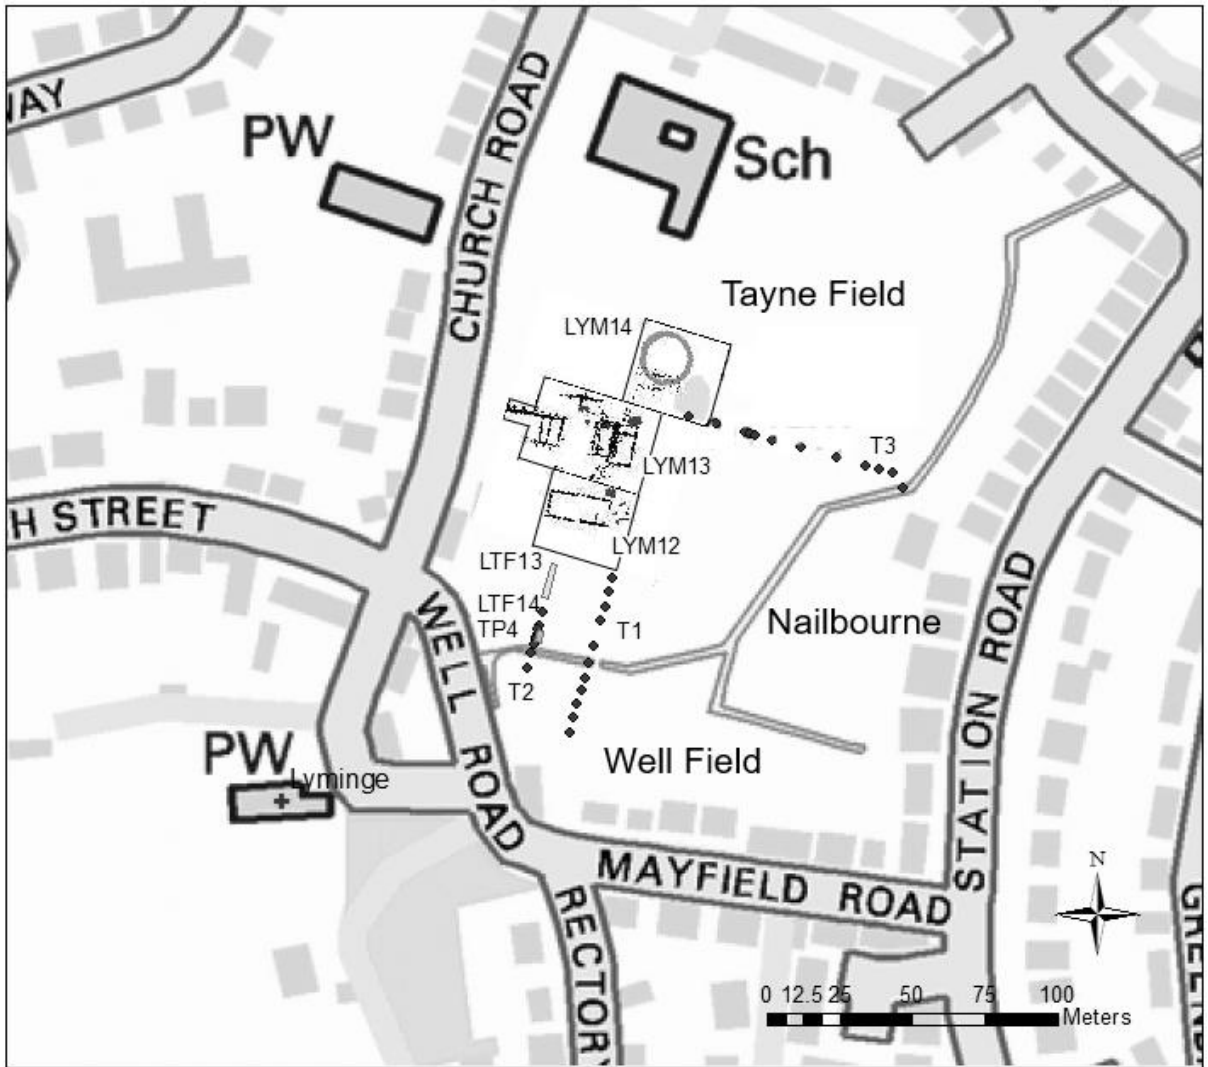 WAY
PW
CHURCH ROAD
Sch
Tayne Field
LYM14
T3
LYM13
H STREET
LYM12
LTF13
LTF14
TP4
T1
T2
Nailbourne
WELL ROAD
STATION ROAD
PW
Lyminge
Well Field
MAYFIELD ROAD
RECTORY
N
0 12.5 25 50 75 100
Meters